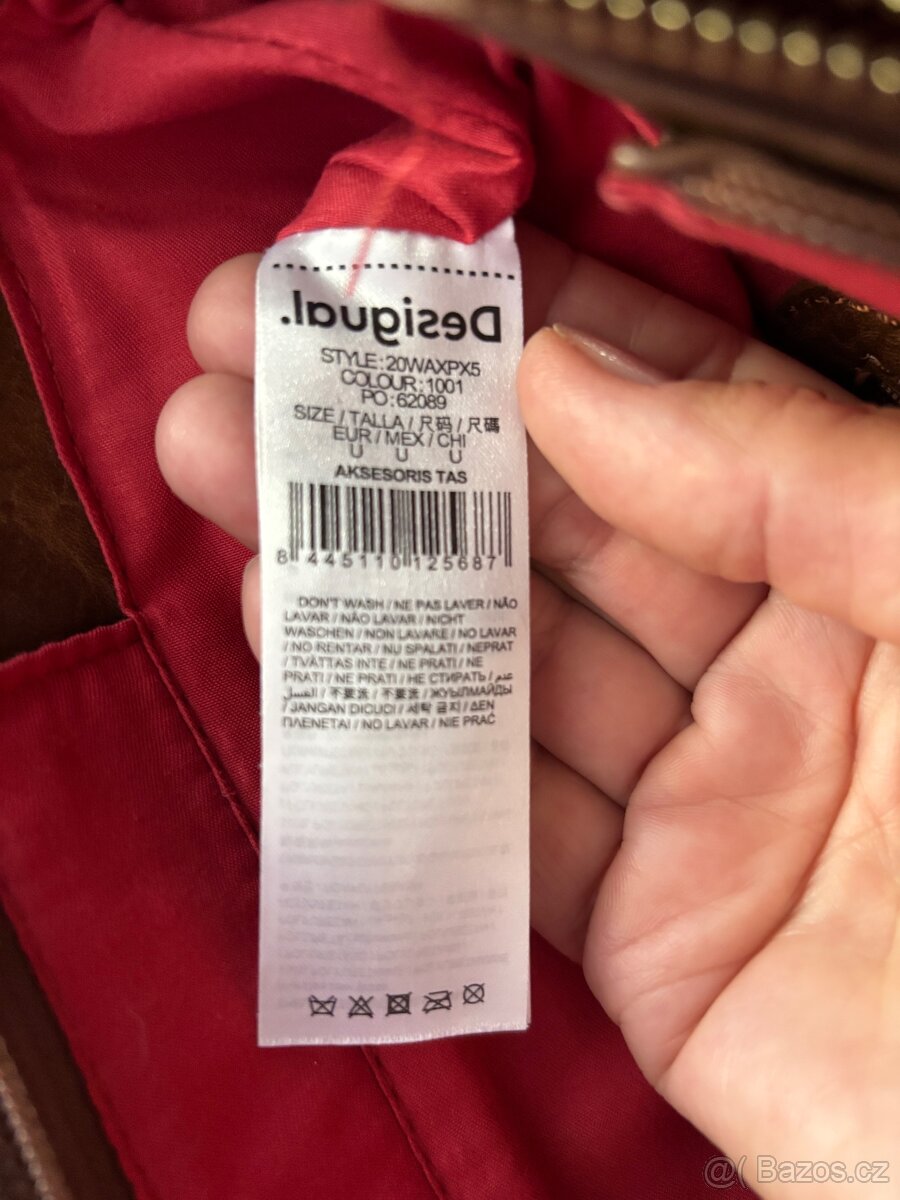 Desigual.
STYLE:20WAXPX5
COLOUR:1001
PO:62089
SIZE / TALLA / 尺码 / 尺碼
EUR / MEX / CHI
U U U
AKSESORIS TAS
8 445110 125687
DON'T WASH / NE PAS LAVER / NÃO
LAVAR / NÃO LAVAR / NICHT
WASCHEN / NON LAVARE / NO LAVAR
/ NO RENTAR / NU SPALATI / NEPRAT
/ TVÄTTAS INTE / NE PRATI / NE
PRATI / NE PRATI / НЕ СТИРАТЬ / عدم
الغسل / 不要洗 / 不要洗 / ЖУЫЛМАЙДЫ
/ JANGAN DICUCI / 세탁 금지 / ΔΕΝ
ΠΛΕΝΕΤΑΙ / NO LAVAR / NIE PRAĆ
@( Bazos.cz